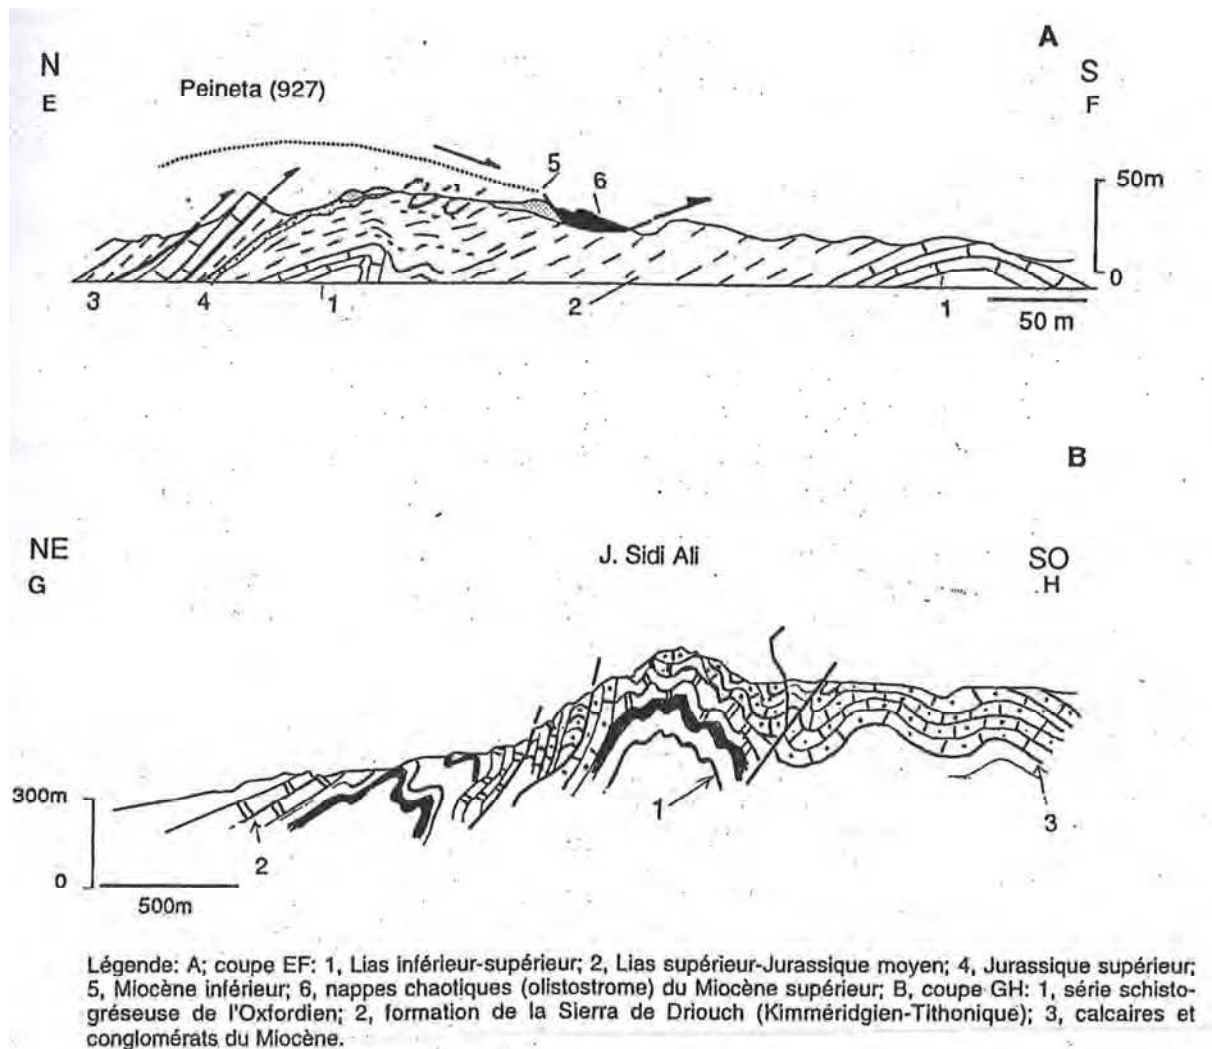 A
N
S
E
Peineta (927)
F
5
6
50m
0
3
4
1
2
1
50 m
B
NE
J. Sidi Ali
SO
G
H
300m
1
3
2
0
500m
Légende: A; coupe EF: 1, Lias inférieur-supérieur; 2, Lias supérieur-Jurassique moyen; 4, Jurassique supérieur;
5, Miocène inférieur; 6, nappes chaotiques (olistostrome) du Miocène supérieur; B, coupe GH: 1, série schisto-
gréseuse de l'Oxfordien; 2, formation de la Sierra de Driouch (Kimméridgien-Tithonique); 3, calcaires et
conglomérats du Miocène.